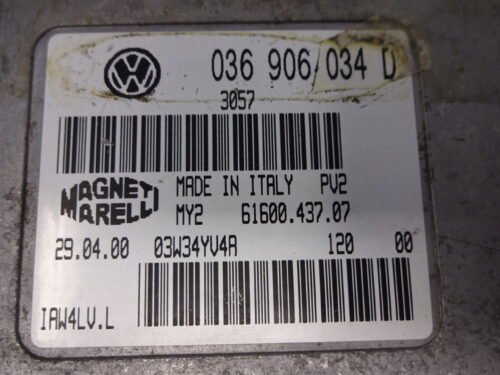 036 906 034 D
3057
MAGNETI MARELLI
MADE IN ITALY PV2
MY2 61600.437.07
29.04.00 03W34YV4A 120 00
IAW4LV.L